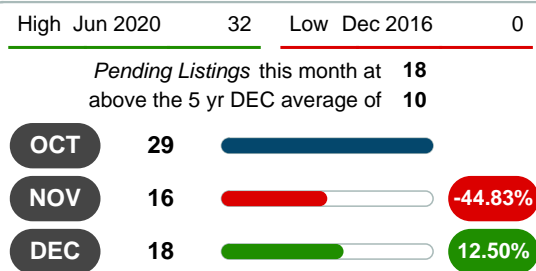 High Jun 2020 32 Low Dec 2016 0
Pending Listings this month at 18
above the 5 yr DEC average of 10
OCT 29
NOV 16 -44.83%
DEC 18 12.50%